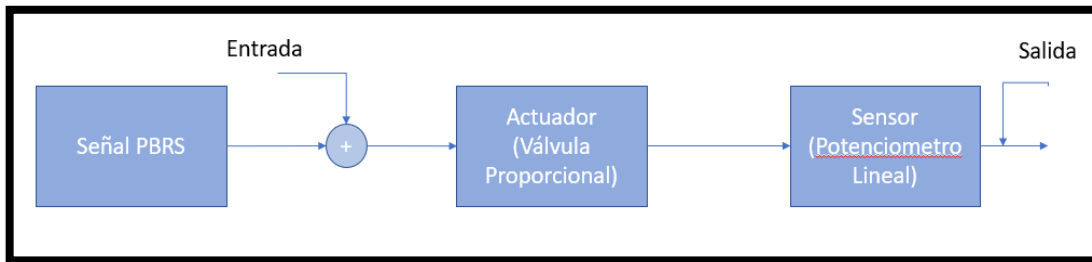 Entrada
Salida
Señal PBRS
+
Actuador
(Válvula
Proporcional)
Sensor
(Potenciometro
Lineal)